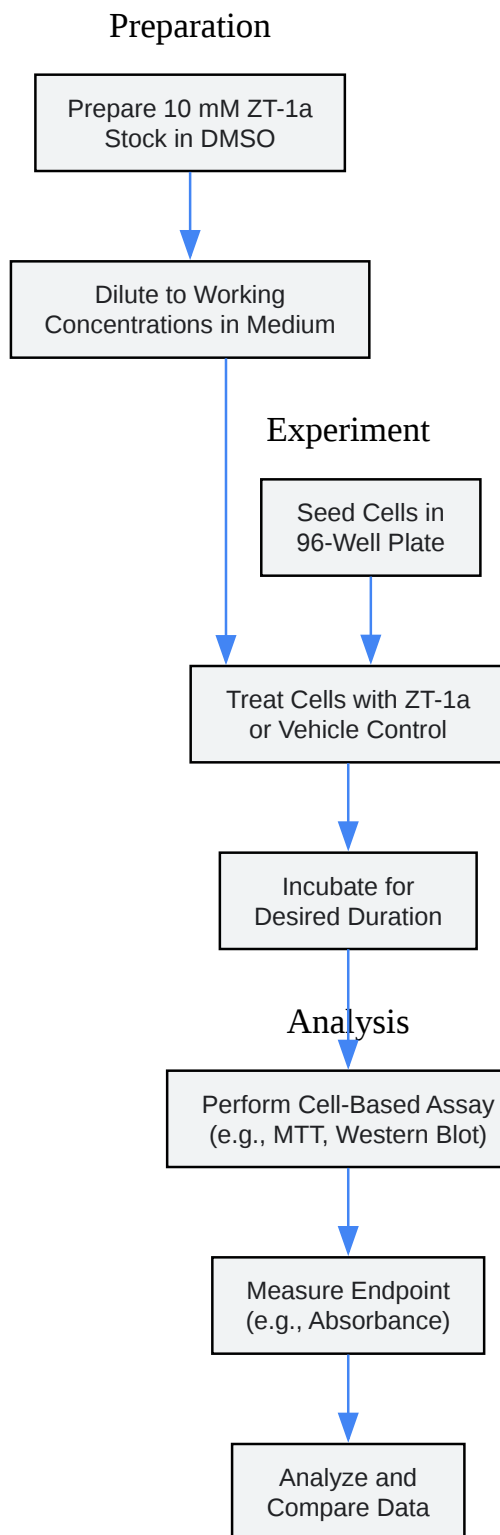 Preparation
Prepare 10 mM ZT-1a
Stock in DMSO
Dilute to Working
Concentrations in Medium
Experiment
Seed Cells in
96-Well Plate
Treat Cells with ZT-1a
or Vehicle Control
Incubate for
Desired Duration
Analysis
Perform Cell-Based Assay
(e.g., MTT, Western Blot)
Measure Endpoint
(e.g., Absorbance)
Analyze and
Compare Data